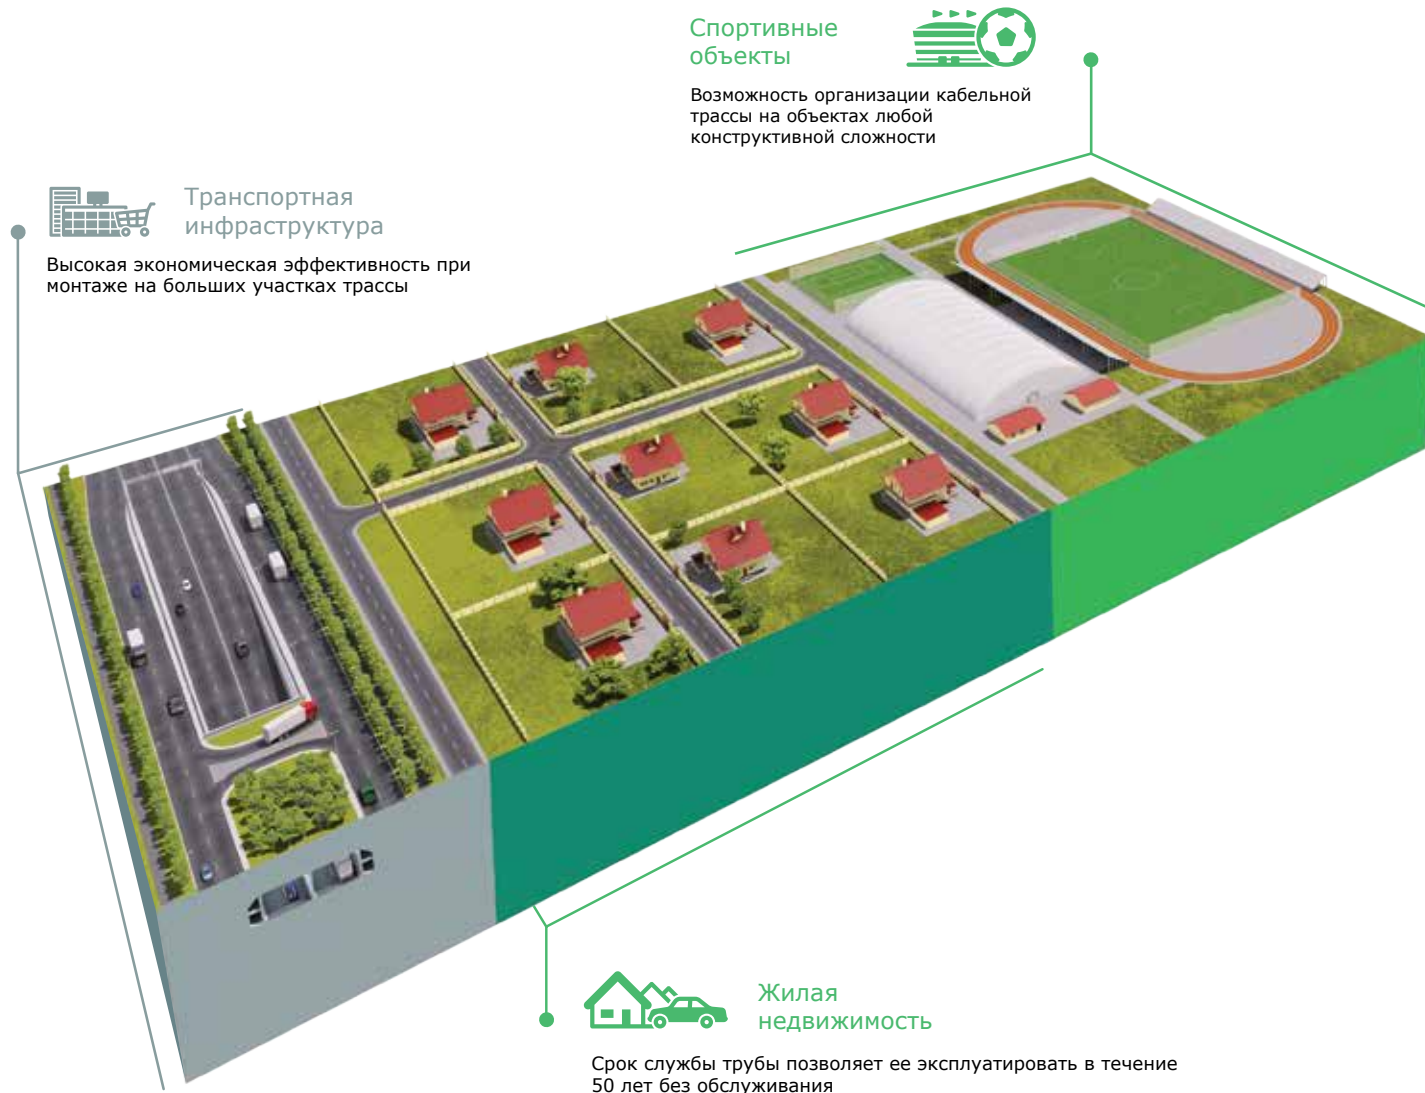 Спортивные
объекты
Возможность организации кабельной
трассы на объектах любой
конструктивной сложности
Транспортная
инфраструктура
Высокая экономическая эффективность при
монтаже на больших участках трассы
Жилая
недвижимость
Срок службы трубы позволяет ее эксплуатировать в течение
50 лет без обслуживания